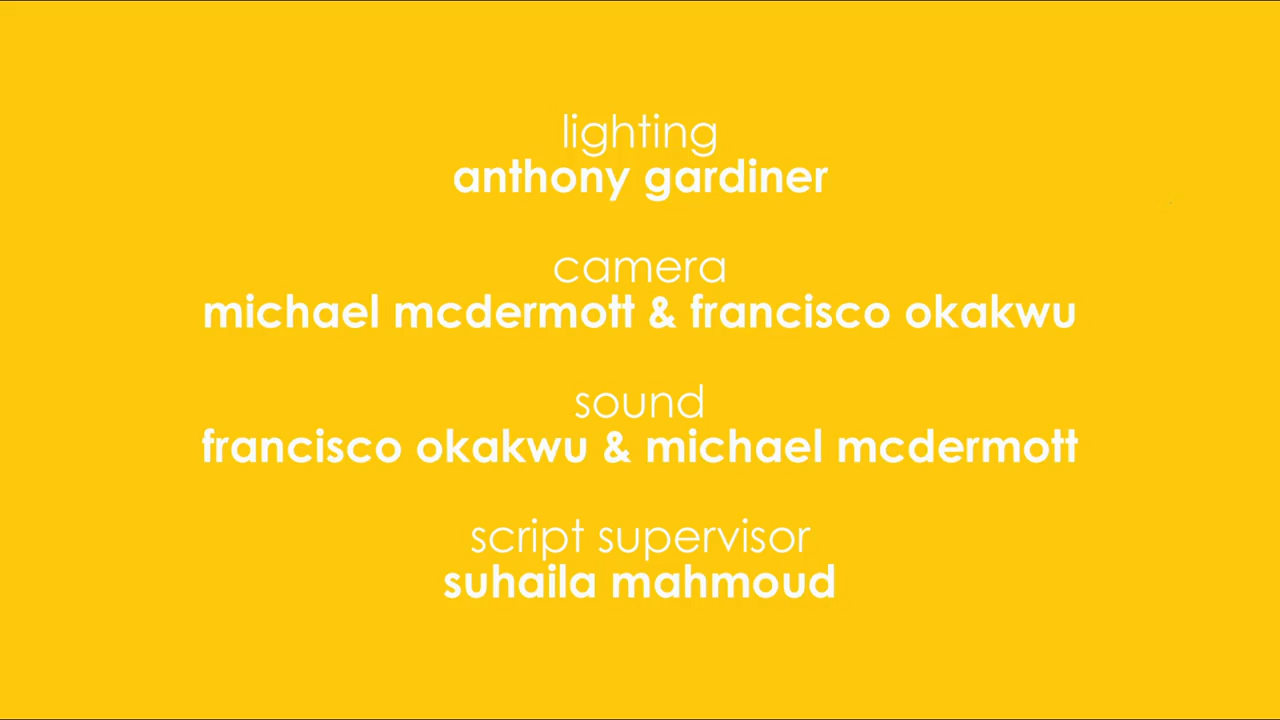 lighting
anthony gardiner
camera
michael mcdermott & francisco okakwu
sound
francisco okakwu & michael mcdermott
script supervisor
suhaila mahmoud